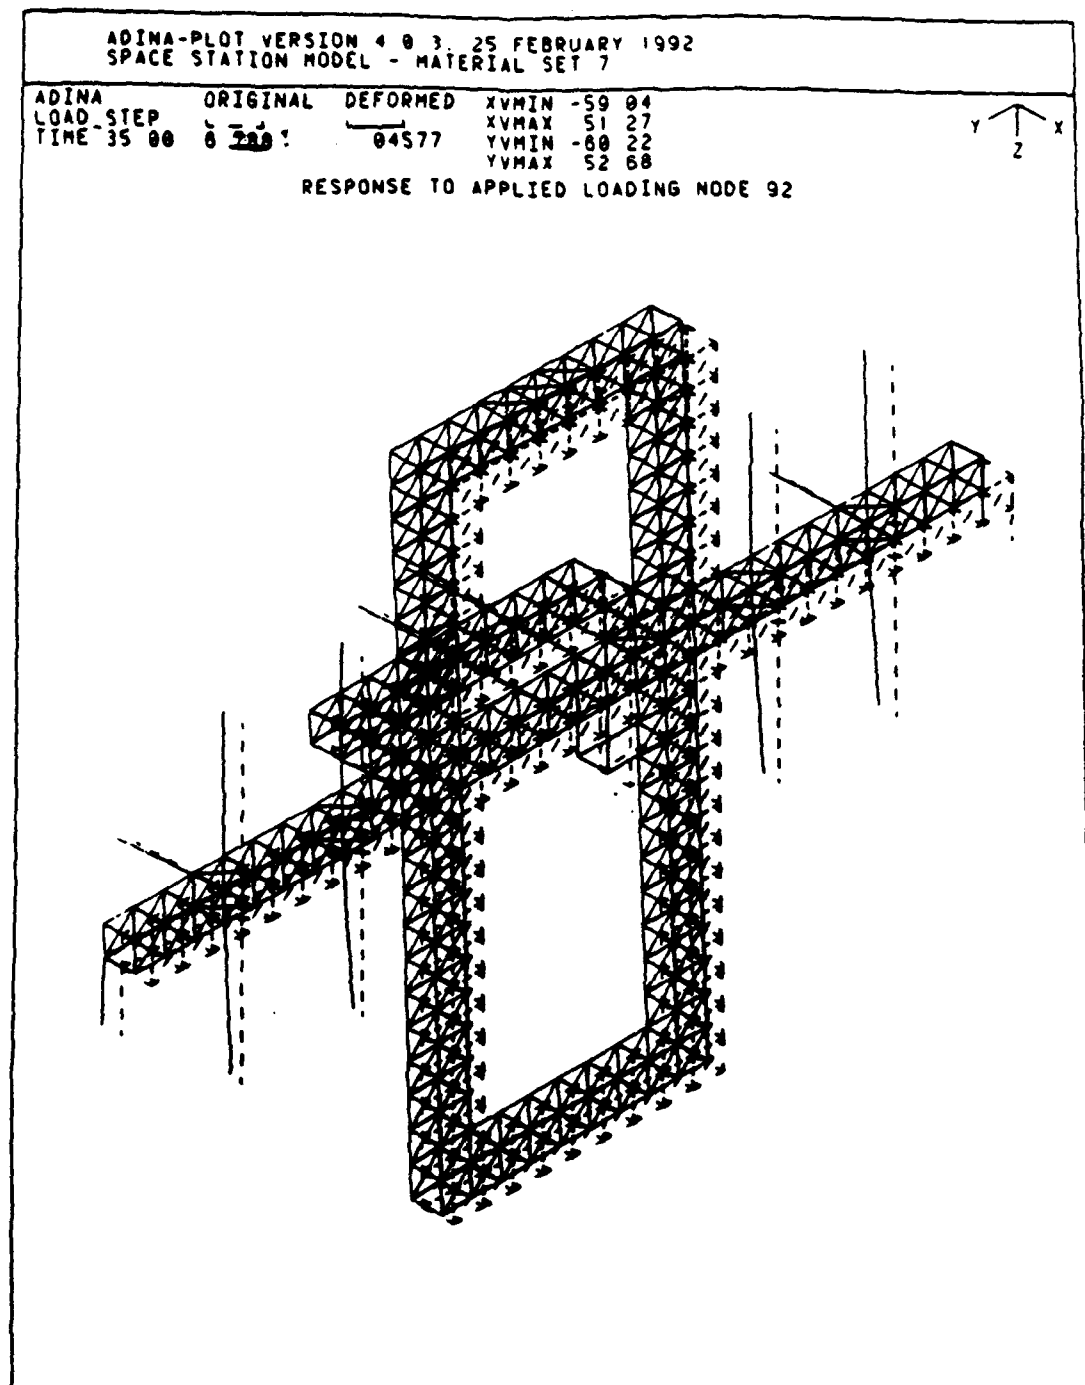 ADINA-PLOT VERSION 4 0 3, 25 FEBRUARY 1992
SPACE STATION MODEL - MATERIAL SET 7
ADINA ORIGINAL DEFORMED XVMIN -59 04
LOAD STEP XVMAX 51 27
TIME 35 00 04577 YVMIN -60 22
YVMAX 52 68
Y X
Z
RESPONSE TO APPLIED LOADING NODE 92